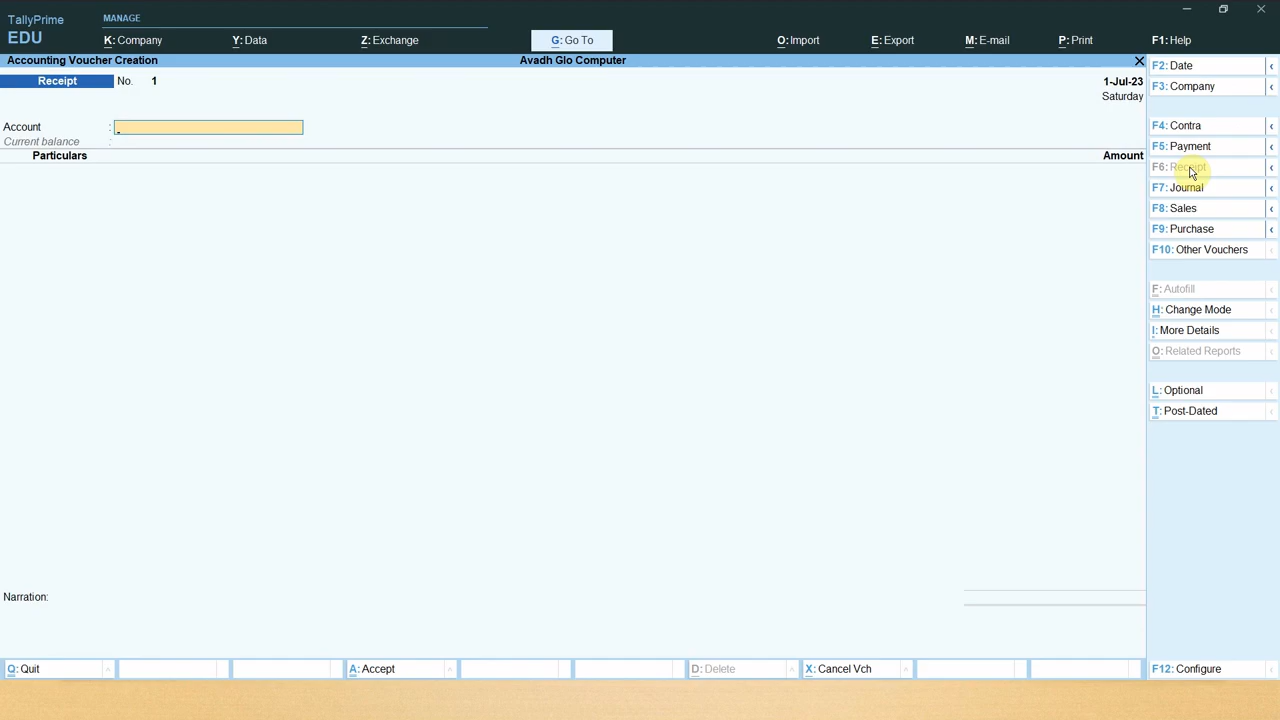 TallyPrime
EDU
MANAGE
K: Company
Y: Data
Z: Exchange
G: Go To
O: Import
E: Export
M: E-mail
P: Print
F1: Help
Accounting Voucher Creation
Avadh Glo Computer
Receipt No. 1
1-Jul-23
Saturday
Account :
Current balance :
Particulars
Amount
Narration:
F2: Date
F3: Company
F4: Contra
F5: Payment
F6: Receipt
F7: Journal
F8: Sales
F9: Purchase
F10: Other Vouchers
F: Autofill
H: Change Mode
I: More Details
O: Related Reports
L: Optional
T: Post-Dated
Q: Quit
A: Accept
D: Delete
X: Cancel Vch
F12: Configure